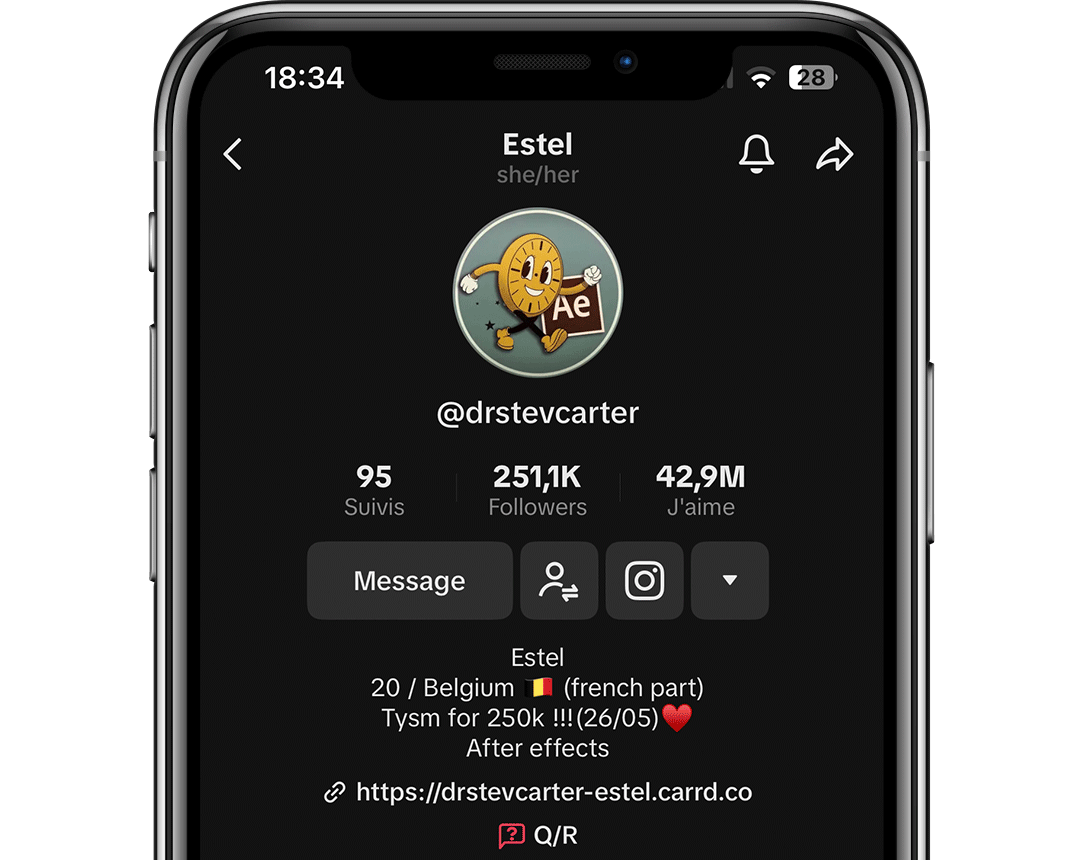 18:34
28
Estel
she/her
Ae
@drstevcarter
95 251,1K 42,9M
Suivis Followers J'aime
Message
Estel
20 / Belgium 🇧🇪 (french part)
Tysm for 250k !!!(26/05)❤️
After effects
https://drstevcarter-estel.carrd.co
Q/R